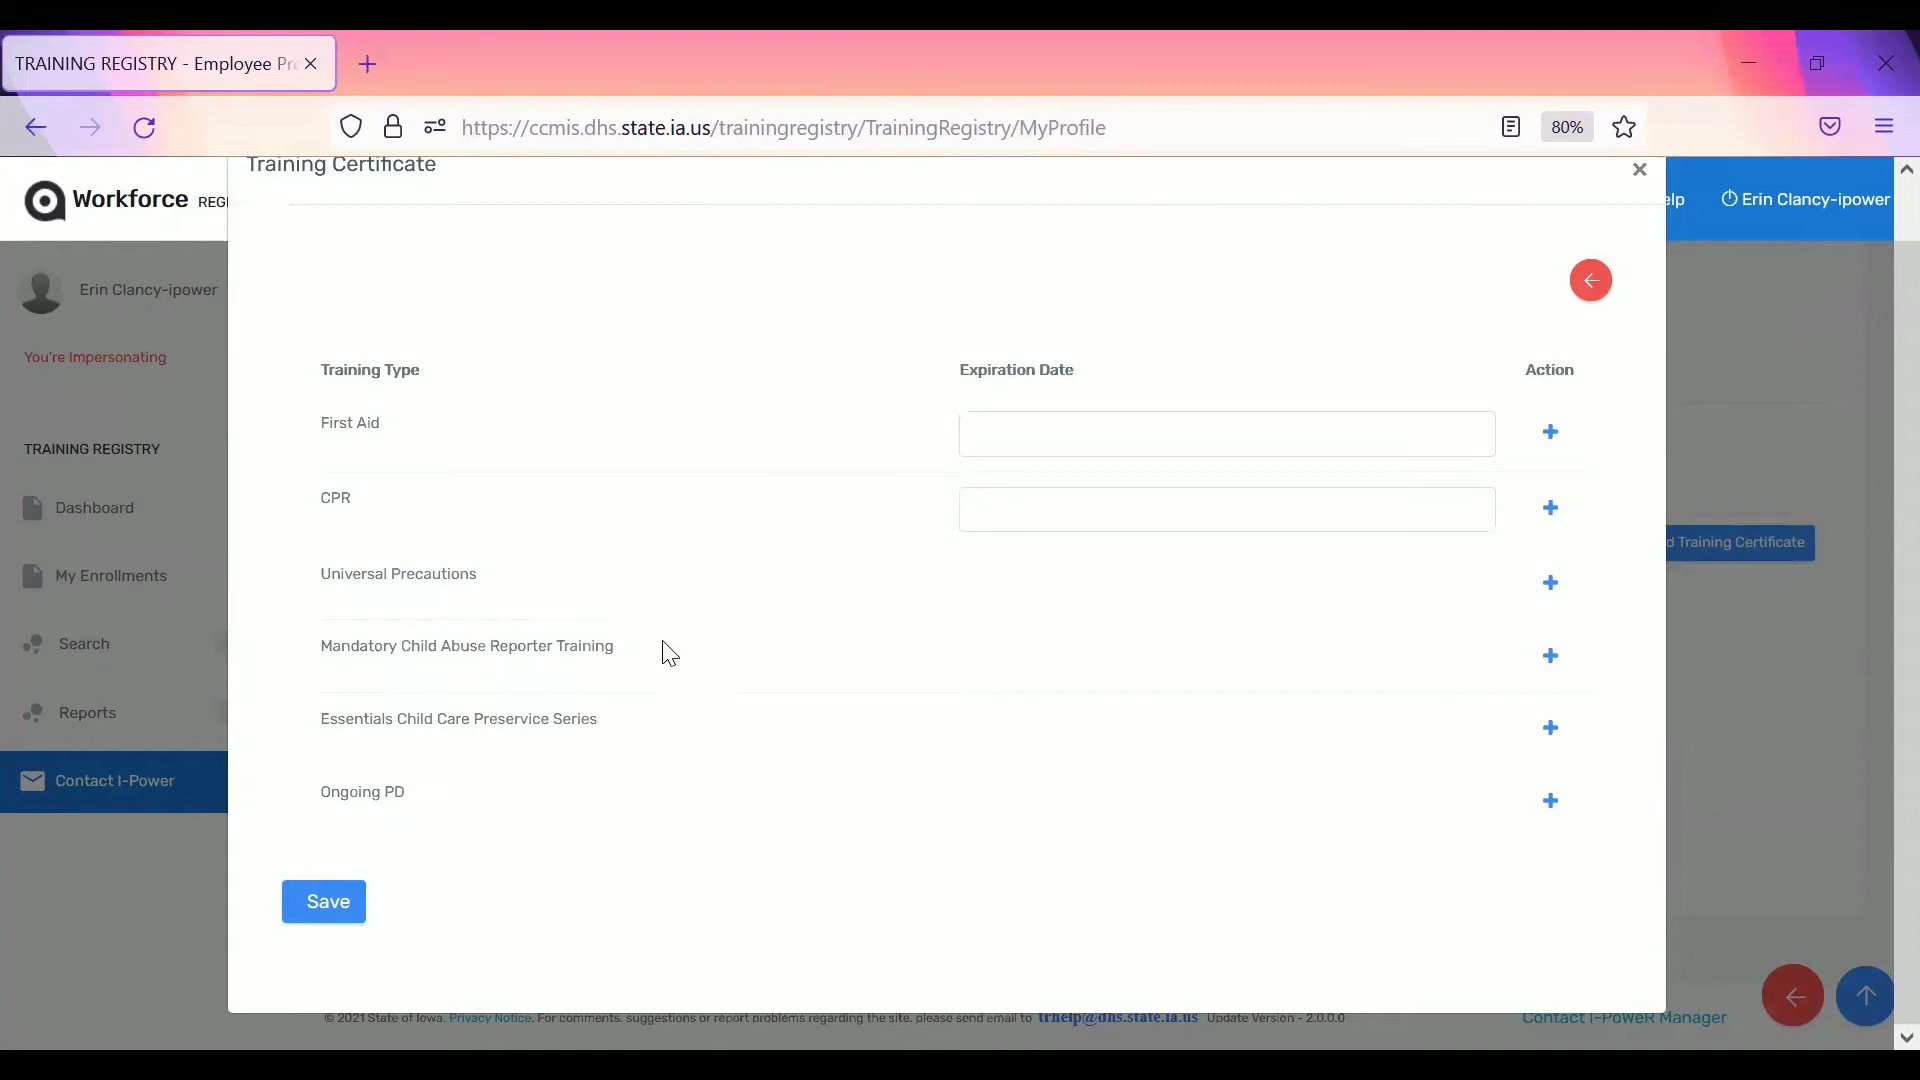 TRAINING REGISTRY - Employee Pr
https://ccmis.dhs.state.ia.us/trainingregistry/TrainingRegistry/MyProfile
80%
Training Certificate
Workforce REGI
elp
Erin Clancy-ipower
Erin Clancy-ipower
You're Impersonating
TRAINING REGISTRY
Dashboard
My Enrollments
Search
Reports
Contact I-Power
Training Type Expiration Date Action
First Aid
CPR
Universal Precautions
Mandatory Child Abuse Reporter Training
Essentials Child Care Preservice Series
Ongoing PD
Save
d Training Certificate
© 2021 State of Iowa. Privacy Notice. For comments, suggestions or report problems regarding the site, please send email to trhelp@dhs.state.ia.us Update Version - 2.0.0.0
Contact I-PoWeR Manager